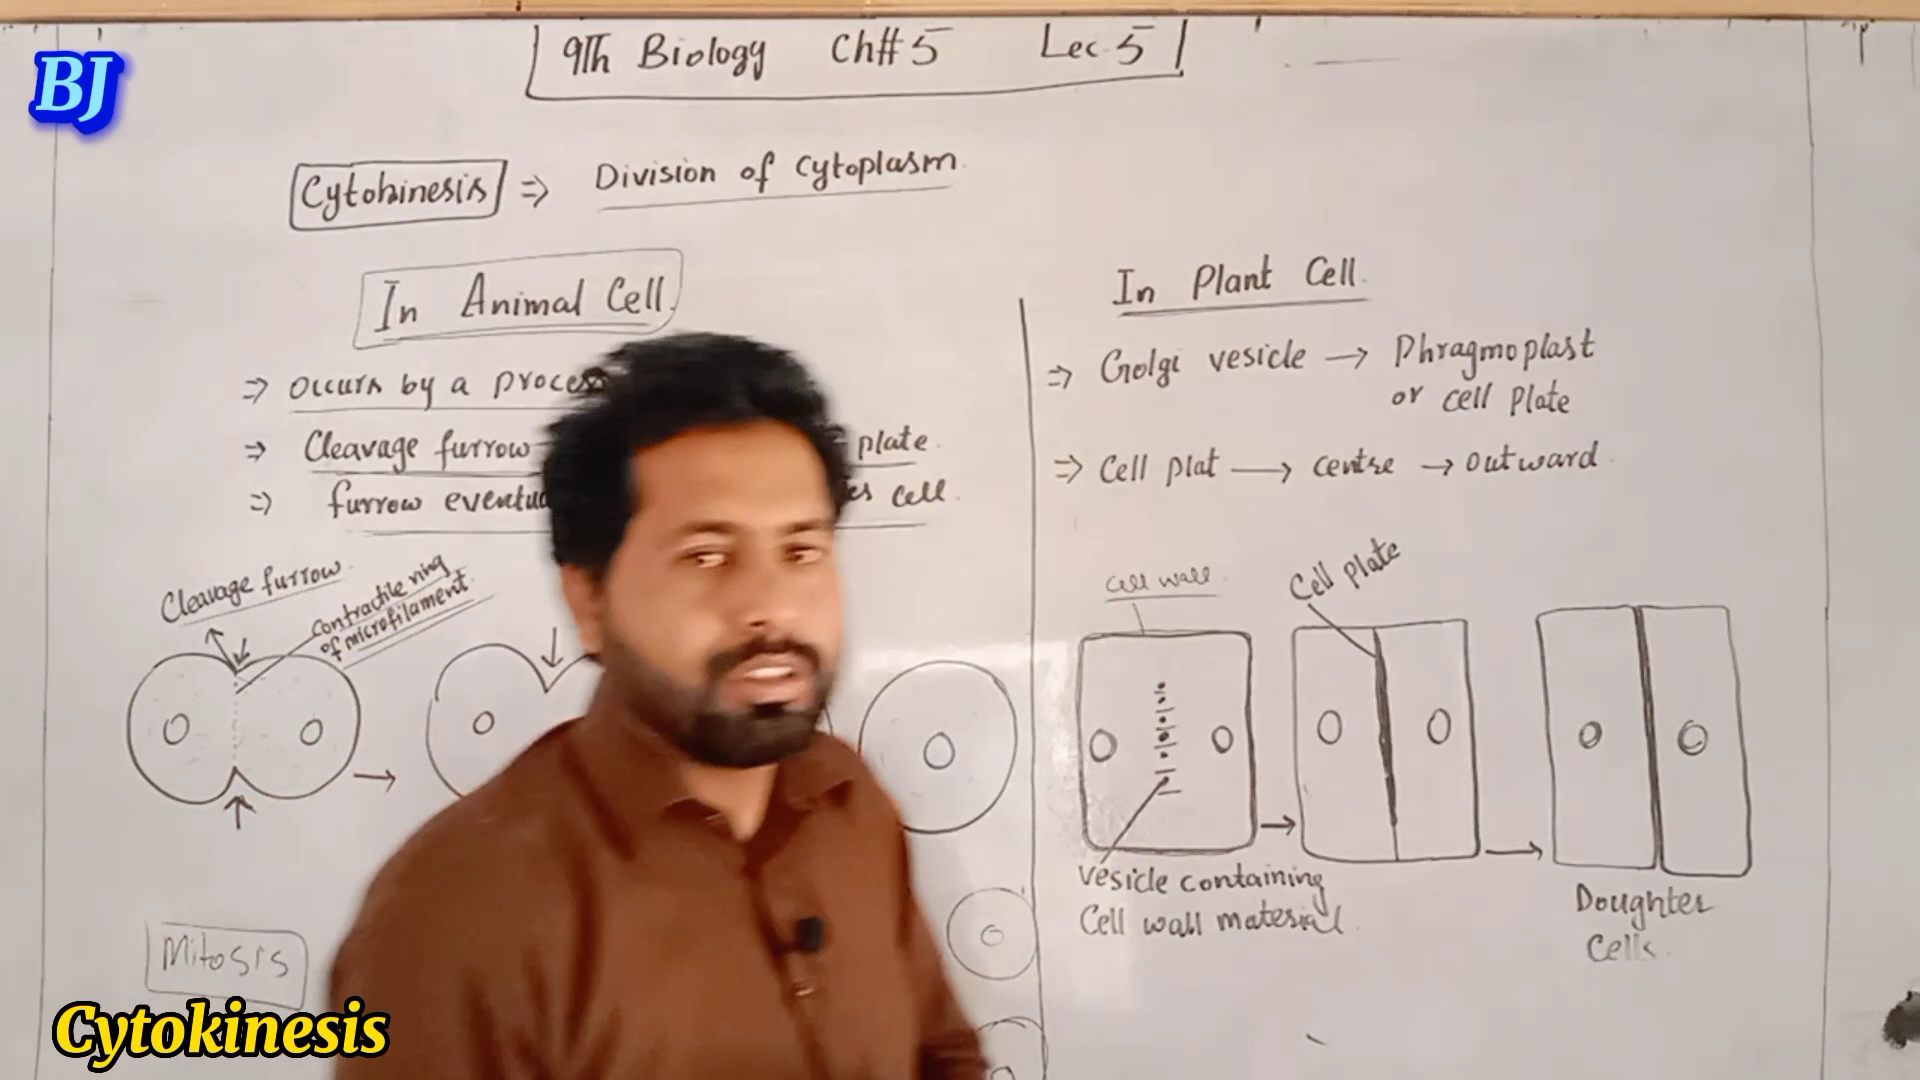 BJ
9Th Biology Ch#5 Lec 5
Cytokinesis ⇒ Division of Cytoplasm.
In Animal Cell.
⇒ Occurs by a process
⇒ Cleavage furrow plate.
⇒ furrow cell.
Cleavage furrow.
contractile ring
of microfilament.
Mitosis
In Plant Cell.
⇒ Golgi vesicle → Phragmoplast
or cell Plate
⇒ Cell plat → centre → outward.
cell wall.
Cell plate
Vesicle containing
Cell wall material.
Doughter
Cells.
Cytokinesis